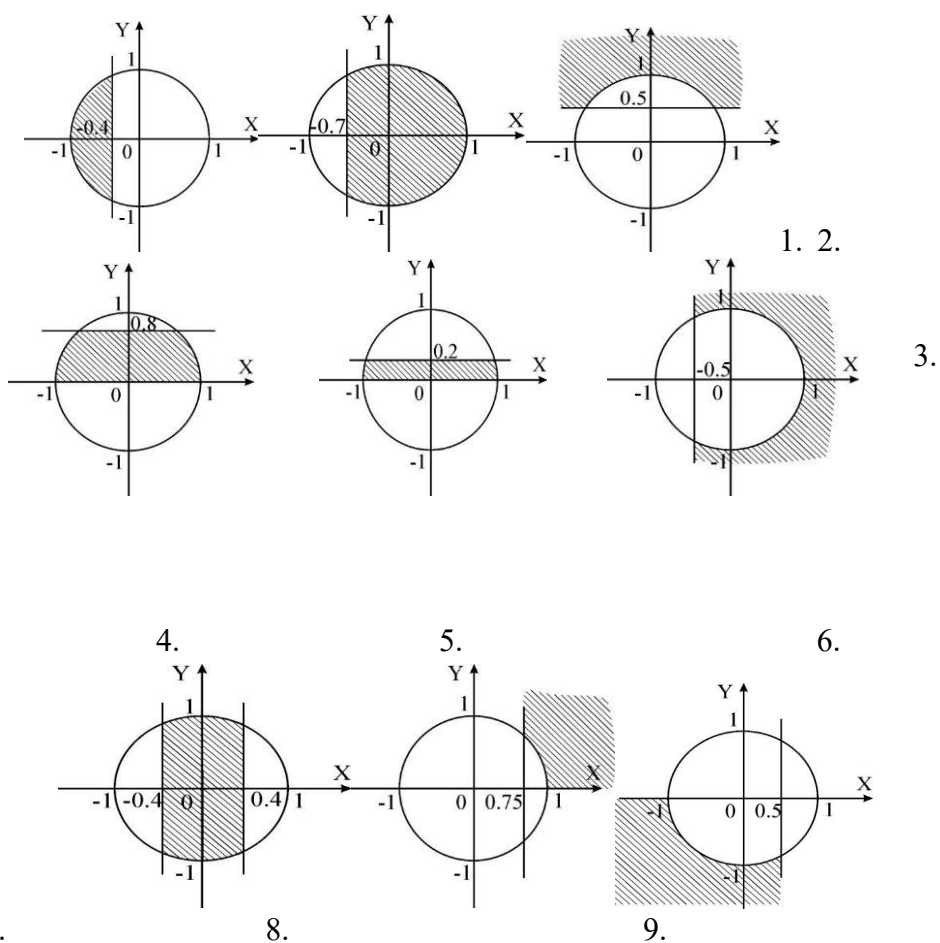 Y Y Y
1 1 1
-0.4 X -0.7 X 0.5 X
-1 0 1 -1 0 1 -1 0 1
-1 -1 -1
1. 2.
Y Y Y
1 1 1
0.8 0.2 -0.5 3.
X X X
-1 0 1 -1 0 1 -1 0 1
-1 -1 -1
4. 5. 6.
Y Y Y
1 1 1
X X X
-1 -0.4 0 0.4 1 -1 0 0.75 1 -1 0 0.5 1
-1 -1 -1
. 8. 9.